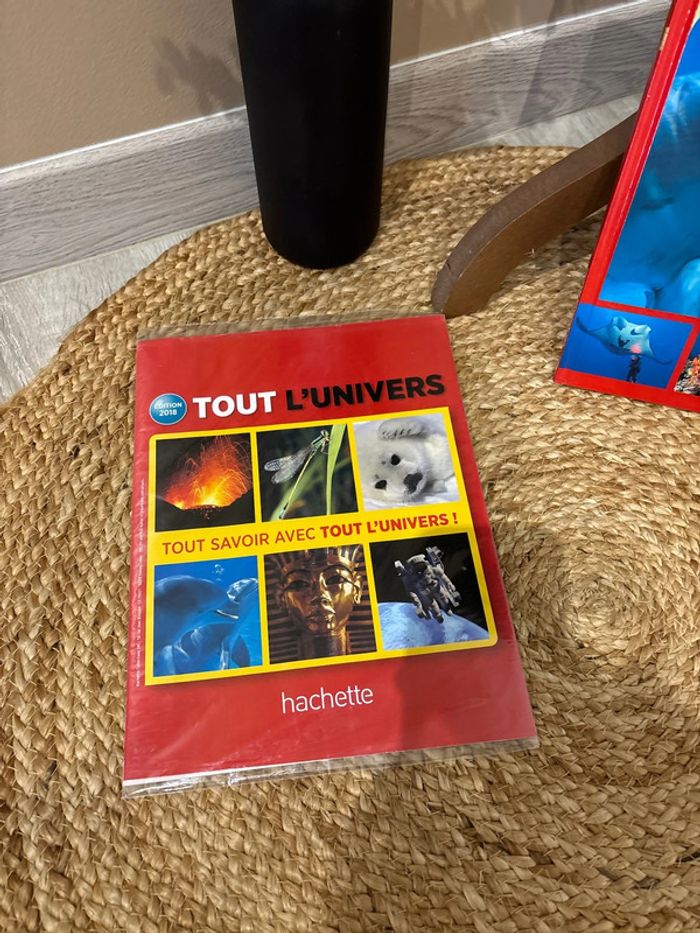 ÉDITION
2018
TOUT L'UNIVERS
TOUT SAVOIR AVEC TOUT L'UNIVERS !
hachette